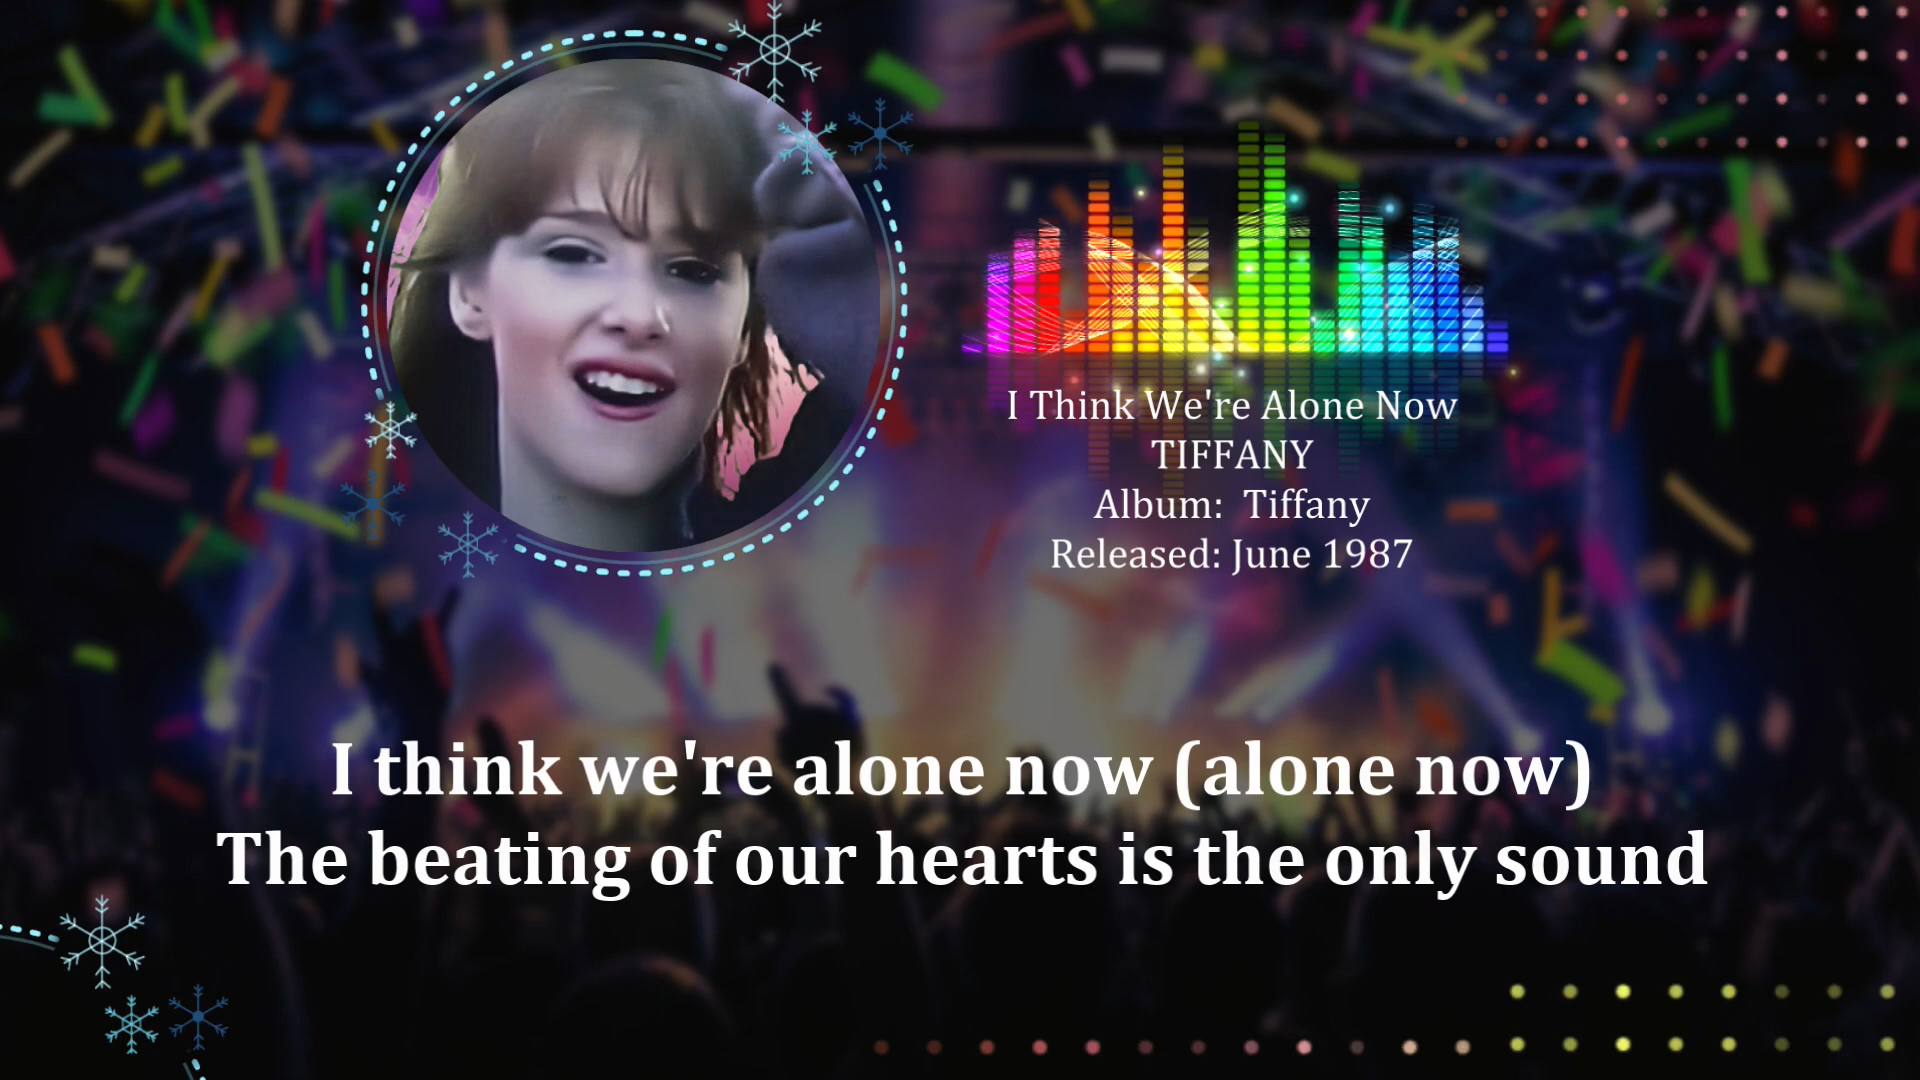 I Think We're Alone Now
TIFFANY
Album: Tiffany
Released: June 1987
I think we're alone now (alone now)
The beating of our hearts is the only sound